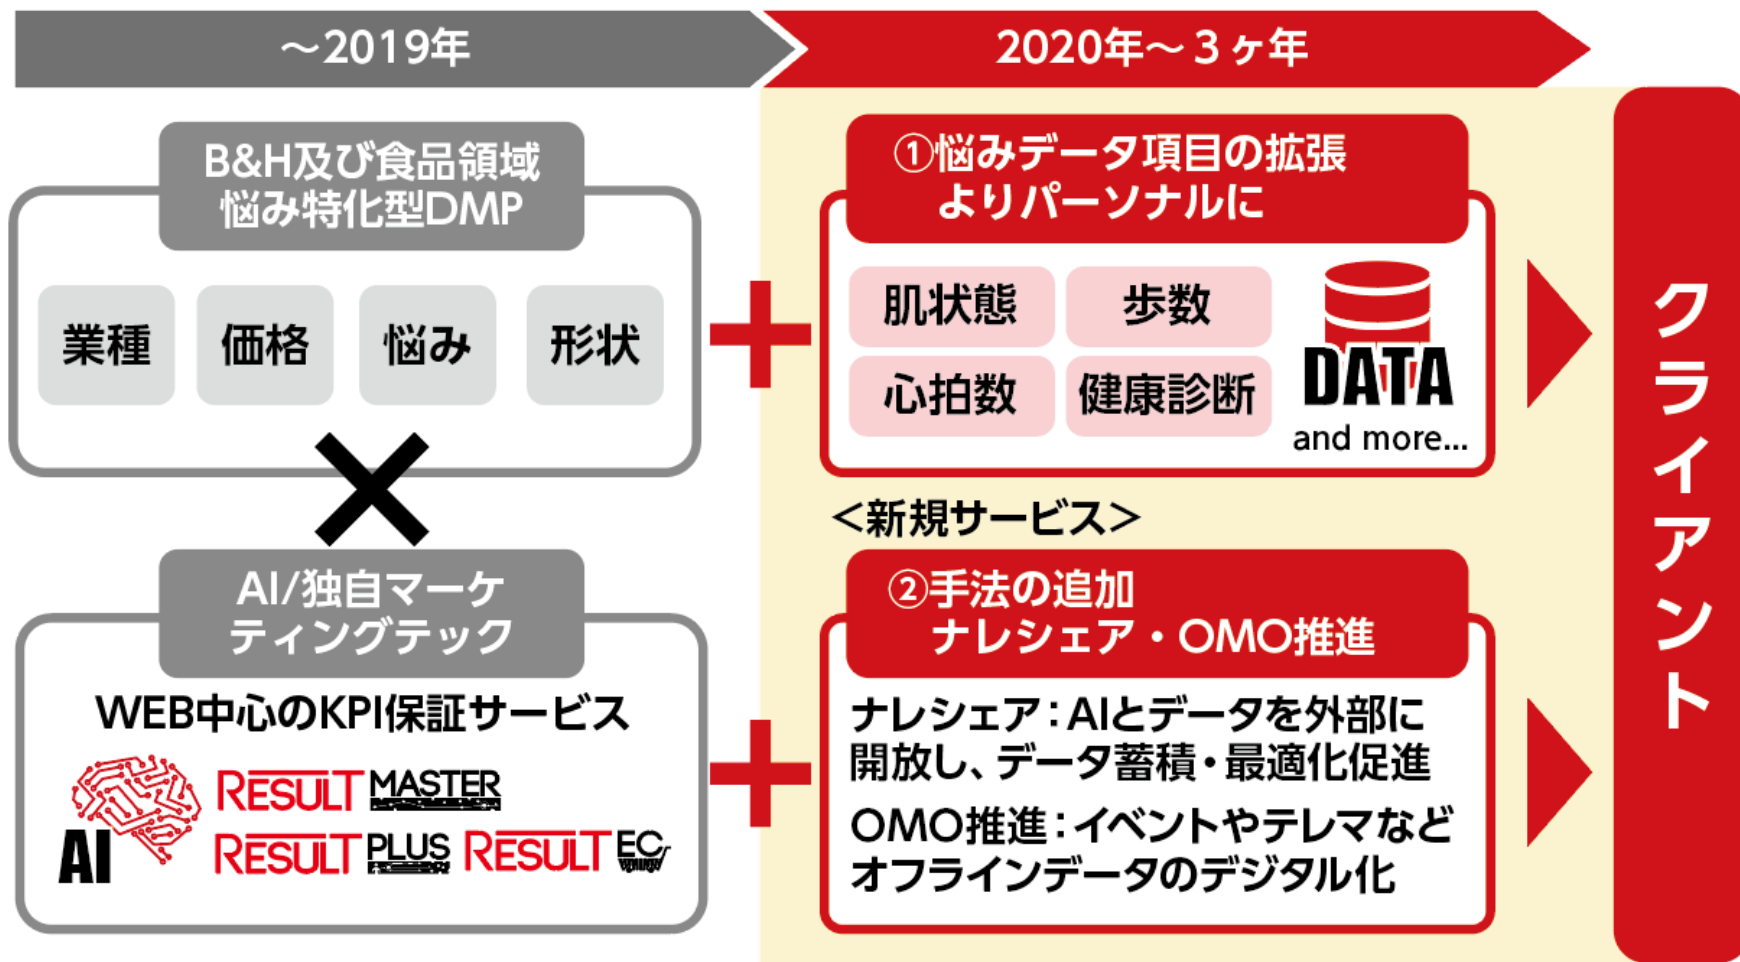 ～2019年
2020年～３ヶ年
B&H及び食品領域
悩み特化型DMP
業種
価格
悩み
形状
①悩みデータ項目の拡張
よりパーソナルに
肌状態
歩数
心拍数
健康診断
DATA
and more...
クライアント
AI/独自マーケ
ティングテック
WEB中心のKPI保証サービス
AI
RESULT MASTER
RESULT PLUS
RESULT EC
＜新規サービス＞
②手法の追加
ナレシェア・OMO推進
ナレシェア：AIとデータを外部に
開放し、データ蓄積・最適化促進
OMO推進：イベントやテレマなど
オフラインデータのデジタル化